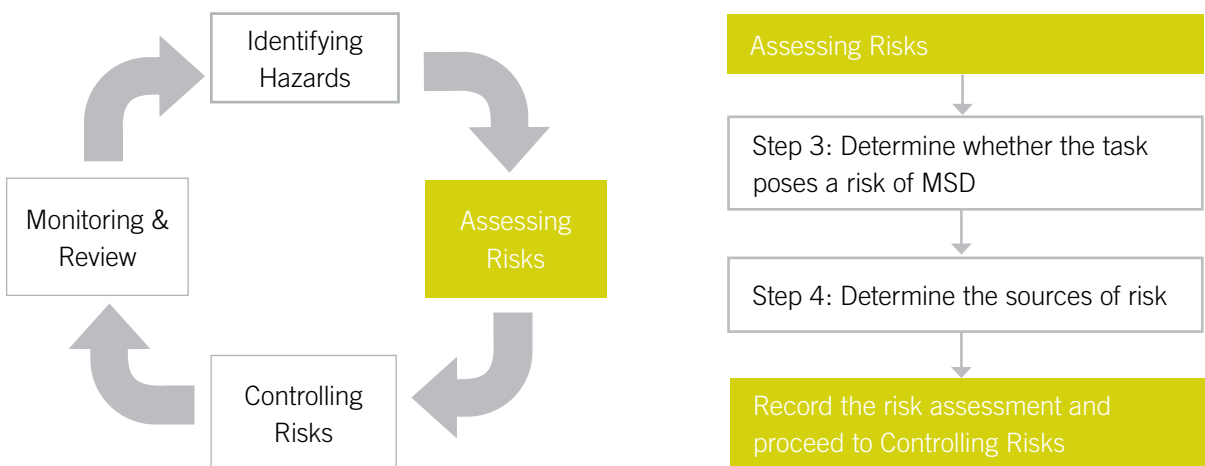 Identifying
Hazards
Assessing
Risks
Controlling
Risks
Monitoring &
Review
Assessing Risks
Step 3: Determine whether the task
poses a risk of MSD
Step 4: Determine the sources of risk
Record the risk assessment and
proceed to Controlling Risks